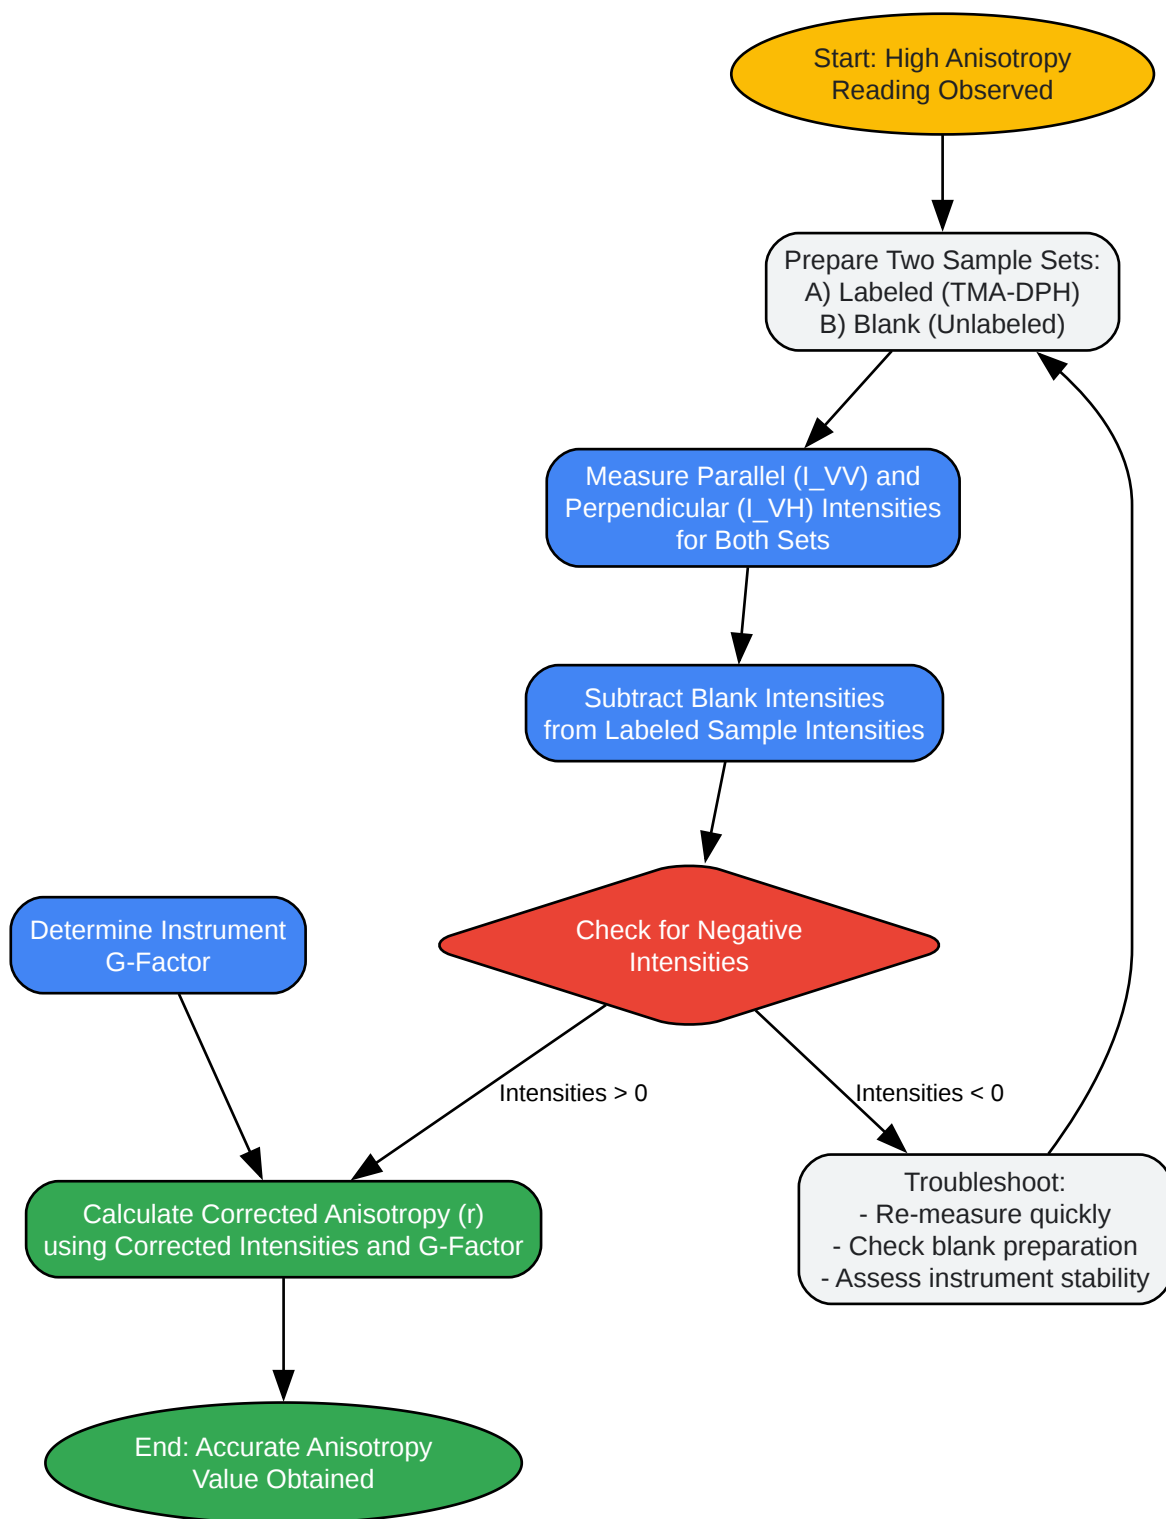 Start: High Anisotropy
Reading Observed
Prepare Two Sample Sets:
A) Labeled (TMA-DPH)
B) Blank (Unlabeled)
Measure Parallel (I_VV) and
Perpendicular (I_VH) Intensities
for Both Sets
Subtract Blank Intensities
from Labeled Sample Intensities
Check for Negative
Intensities
Determine Instrument
G-Factor
Intensities > 0
Intensities < 0
Calculate Corrected Anisotropy (r)
using Corrected Intensities and G-Factor
Troubleshoot:
- Re-measure quickly
- Check blank preparation
- Assess instrument stability
End: Accurate Anisotropy
Value Obtained